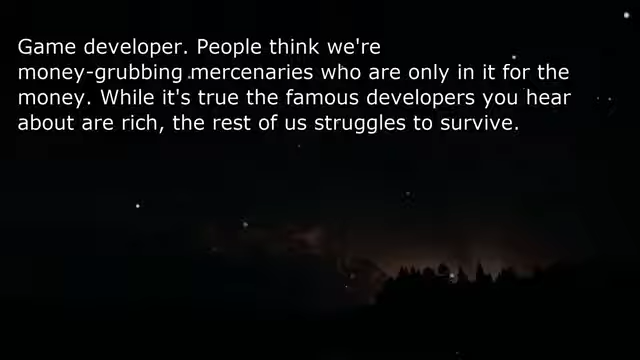 Game developer. People think we're
money-grubbing mercenaries who are only in it for the
money. While it's true the famous developers you hear
about are rich, the rest of us struggles to survive.